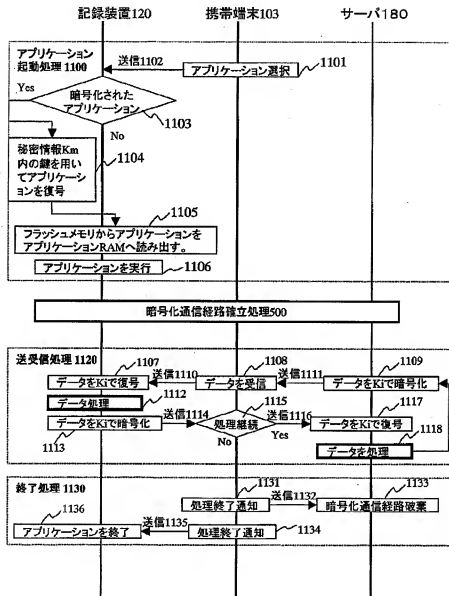 記録装置120
携帯端末103
サーバ180
アプリケーション
起動処理1100
送信1102
アプリケーション選択
1101
Yes
暗号化された
アプリケーション
1103
No
秘密情報Km
内の鍵を用い
てアプリケー
ションを復号
1104
1105
フラッシュメモリからアプリケーションを
アプリケーションRAMへ読み出す。
アプリケーションを実行
1106
暗号化通信経路確立処理500
送受信処理1120
1107
送信1110
1108
送信1111
1109
データをKiで復号
データを受信
データをKiで暗号化
データ処理
1112
1115
1117
送信1114
送信1116
データをKiで暗号化
処理継続
データをKiで復号
1113
No
Yes
1118
データを処理
終了処理1130
1131
1133
送信1132
処理終了通知
暗号化通信経路破棄
1136
送信1135
アプリケーションを終了
処理終了通知
1134